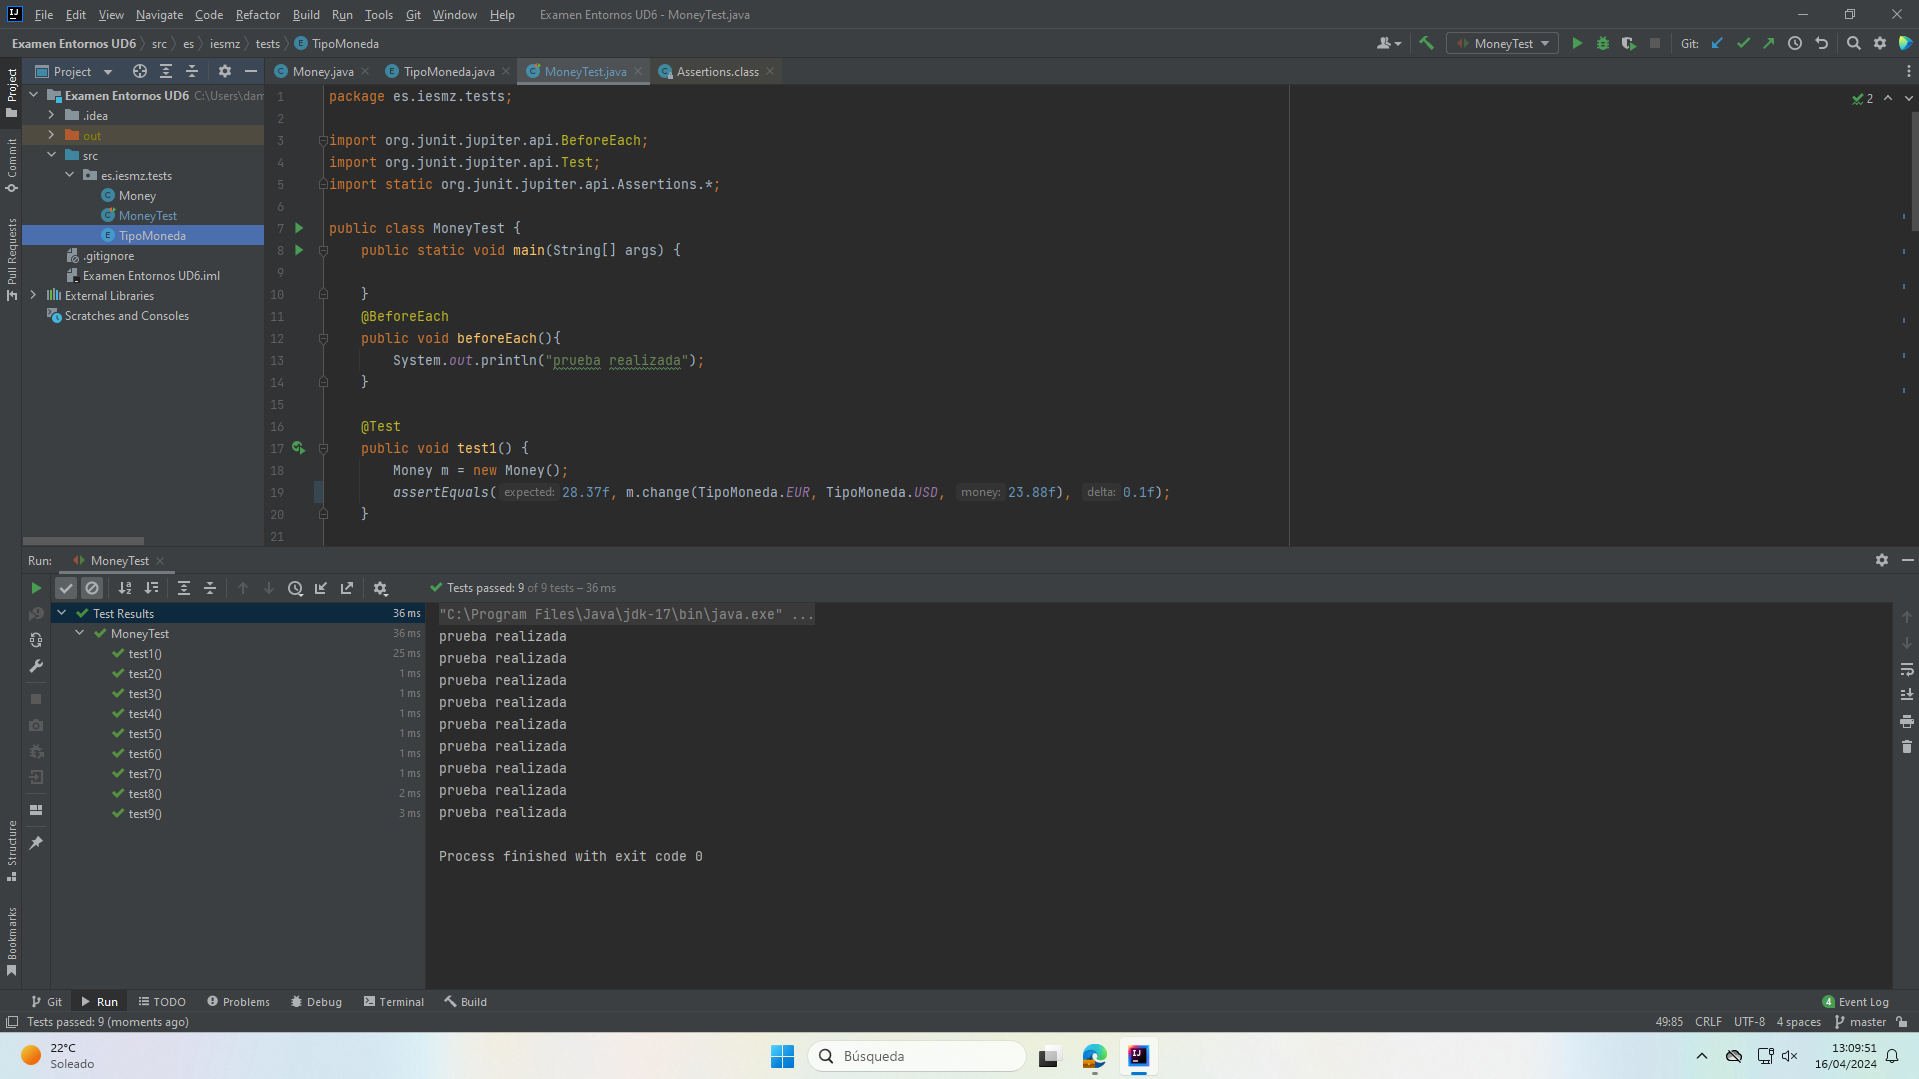 File Edit View Navigate Code Refactor Build Run Tools Git Window Help Examen Entornos UD6 - MoneyTest.java
Examen Entornos UD6 src es iesmz tests TipoMoneda MoneyTest Git:
Project Money.java TipoMoneda.java MoneyTest.java Assertions.class
Project
Commit
Pull Requests
Structure
Bookmarks
Examen Entornos UD6 C:\Users\dam
.idea
out
src
es.iesmz.tests
Money
MoneyTest
TipoMoneda
.gitignore
Examen Entornos UD6.iml
External Libraries
Scratches and Consoles
2
1 package es.iesmz.tests;
2
3 import org.junit.jupiter.api.BeforeEach;
4 import org.junit.jupiter.api.Test;
5 import static org.junit.jupiter.api.Assertions.*;
6
7 public class MoneyTest {
8 public static void main(String[] args) {
9
10 }
11 @BeforeEach
12 public void beforeEach(){
13 System.out.println("prueba realizada");
14 }
15
16 @Test
17 public void test1() {
18 Money m = new Money();
19 assertEquals( expected: 28.37f, m.change(TipoMoneda.EUR, TipoMoneda.USD, money: 23.88f), delta: 0.1f);
20 }
21
Run: MoneyTest
Tests passed: 9 of 9 tests – 36 ms
Test Results 36 ms
MoneyTest 36 ms
test1() 25 ms
test2() 1 ms
test3() 1 ms
test4() 1 ms
test5() 1 ms
test6() 1 ms
test7() 1 ms
test8() 2 ms
test9() 3 ms
"C:\Program Files\Java\jdk-17\bin\java.exe" ...
prueba realizada
prueba realizada
prueba realizada
prueba realizada
prueba realizada
prueba realizada
prueba realizada
prueba realizada
prueba realizada
Process finished with exit code 0
Git Run TODO Problems Debug Terminal Build 4 Event Log
Tests passed: 9 (moments ago) 49:85 CRLF UTF-8 4 spaces master
22°C
Soleado
Búsqueda
13:09:51
16/04/2024